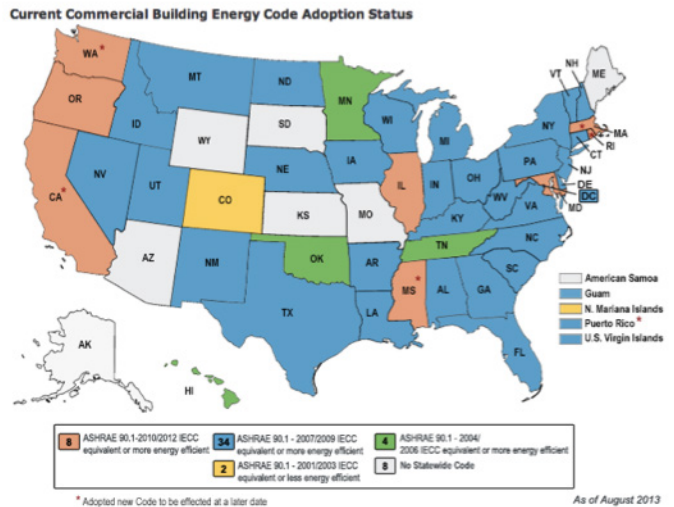 Current Commercial Building Energy Code Adoption Status
WA *
MT
ND
MN
VT
NH
ME
OR
ID
WY
SD
WI
MI
NY
* MA
RI
CT
NV
UT
CO
NE
IA
IL
IN
OH
PA
NJ
DE
DC
MD
CA *
KS
MO
KY
WV
VA
AZ
NM
OK
AR
TN
NC
SC
TX
LA
MS *
AL
GA
FL
AK
HI
American Samoa
Guam
N. Mariana Islands
Puerto Rico *
U.S. Virgin Islands
8 ASHRAE 90.1-2010/2012 IECC
equivalent or more energy efficient
34 ASHRAE 90.1 - 2007/2009 IECC
equivalent or more energy efficient
4 ASHRAE 90.1 - 2004/
2006 IECC equivalent or more energy efficient
2 ASHRAE 90.1 - 2001/2003 IECC
equivalent or less energy efficient
8 No Statewide Code
* Adopted new Code to be effected at a later date
As of August 2013